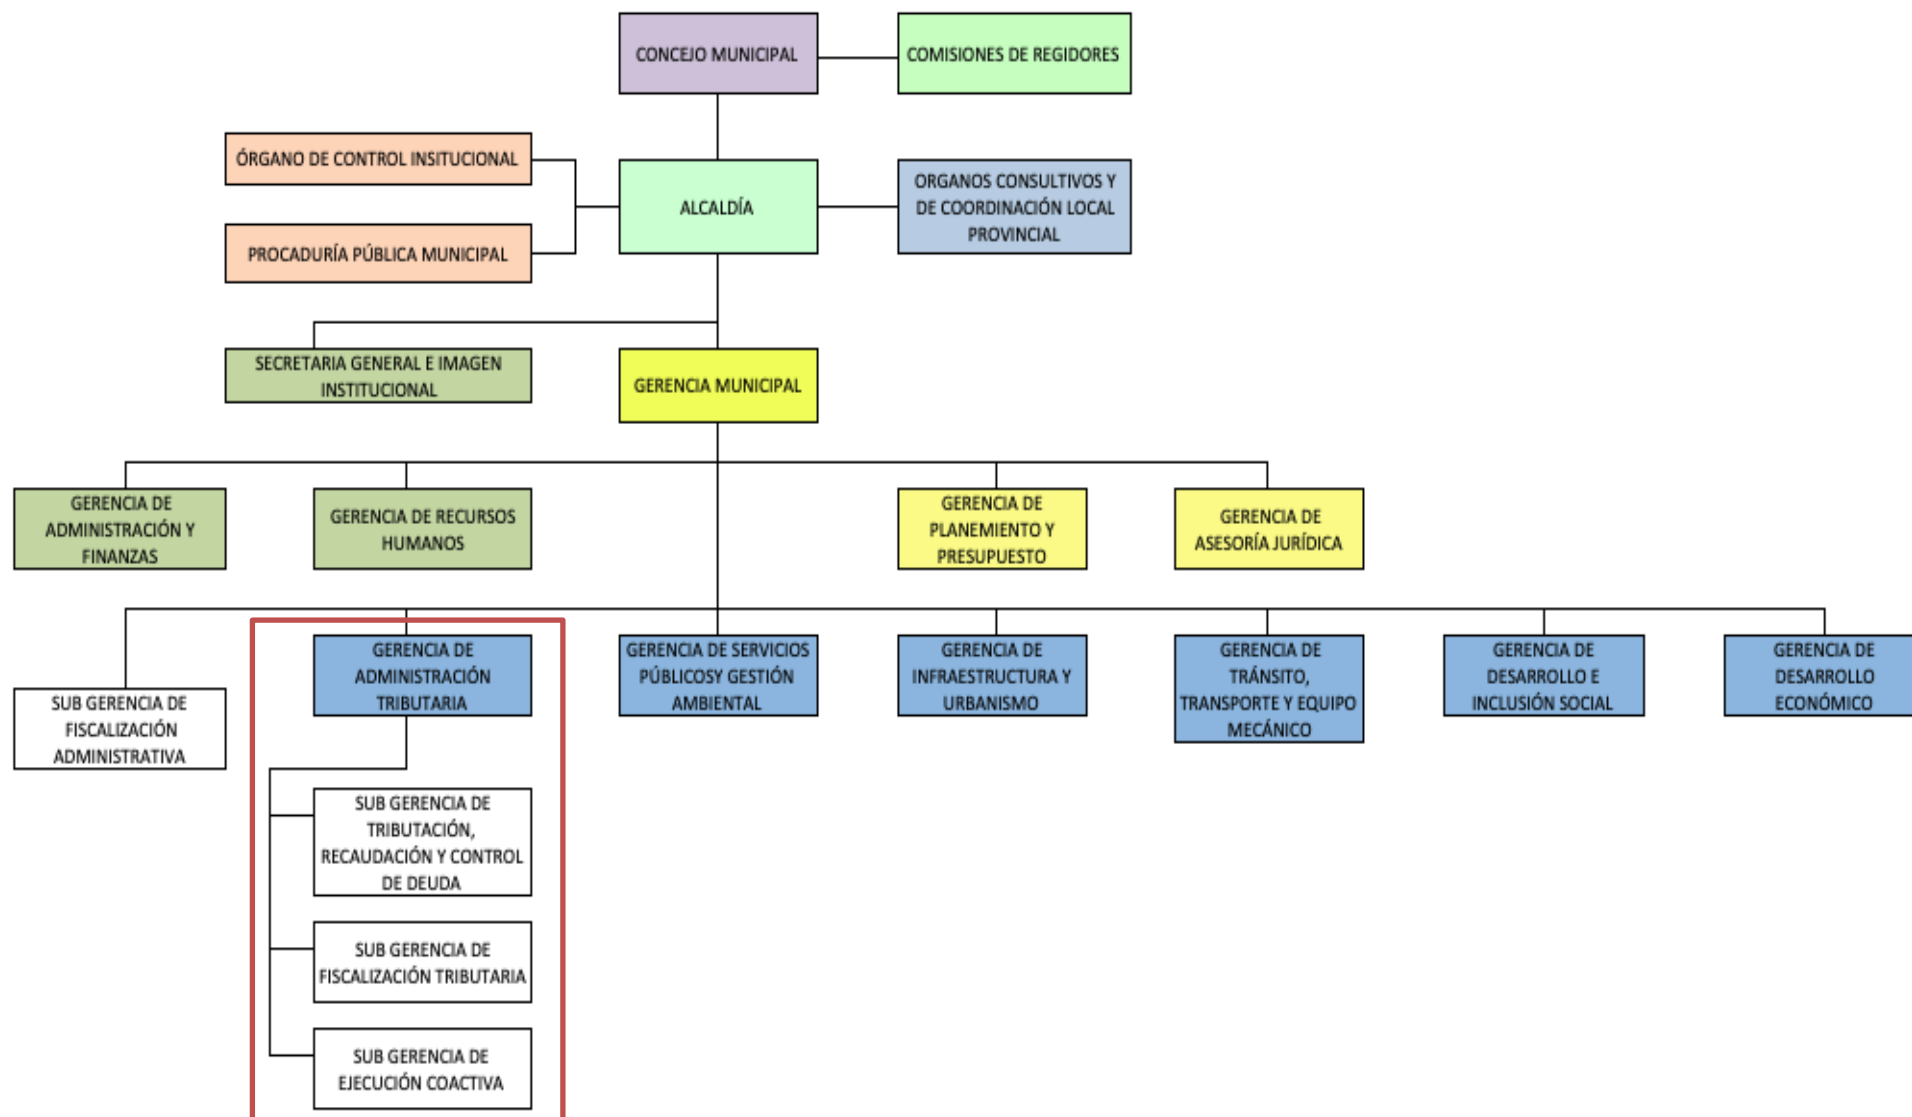 CONCEJO MUNICIPAL
COMISIONES DE REGIDORES
ÓRGANO DE CONTROL INSITUCIONAL
PROCADURÍA PÚBLICA MUNICIPAL
ALCALDÍA
ORGANOS CONSULTIVOS Y
DE COORDINACIÓN LOCAL
PROVINCIAL
SECRETARIA GENERAL E IMAGEN
INSTITUCIONAL
GERENCIA MUNICIPAL
GERENCIA DE
ADMINISTRACIÓN Y
FINANZAS
GERENCIA DE RECURSOS
HUMANOS
GERENCIA DE
PLANEMIENTO Y
PRESUPUESTO
GERENCIA DE
ASESORÍA JURÍDICA
SUB GERENCIA DE
FISCALIZACIÓN
ADMINISTRATIVA
GERENCIA DE
ADMINISTRACIÓN
TRIBUTARIA
GERENCIA DE SERVICIOS
PÚBLICOSY GESTIÓN
AMBIENTAL
GERENCIA DE
INFRAESTRUCTURA Y
URBANISMO
GERENCIA DE
TRÁNSITO,
TRANSPORTE Y EQUIPO
MECÁNICO
GERENCIA DE
DESARROLLO E
INCLUSIÓN SOCIAL
GERENCIA DE
DESARROLLO
ECONÓMICO
SUB GERENCIA DE
TRIBUTACIÓN,
RECAUDACIÓN Y CONTROL
DE DEUDA
SUB GERENCIA DE
FISCALIZACIÓN TRIBUTARIA
SUB GERENCIA DE
EJECUCIÓN COACTIVA